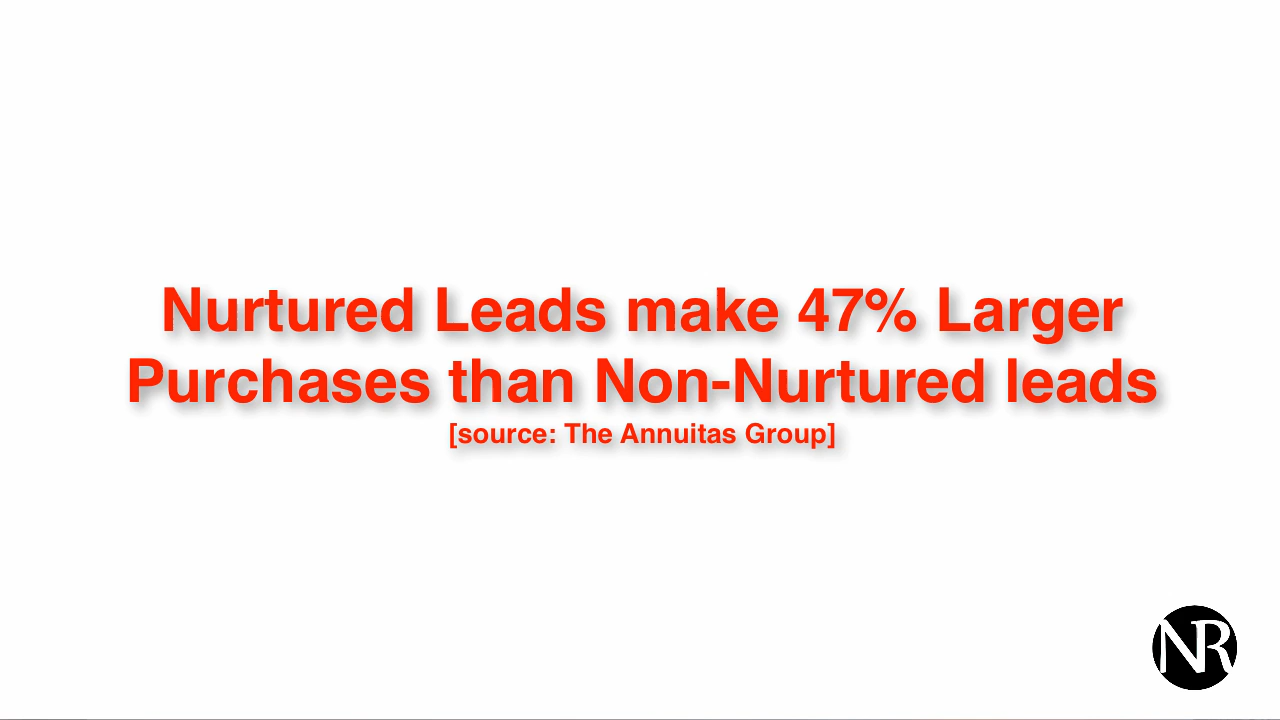 Nurtured Leads make 47% Larger
Purchases than Non-Nurtured leads
[source: The Annuitas Group]
NR